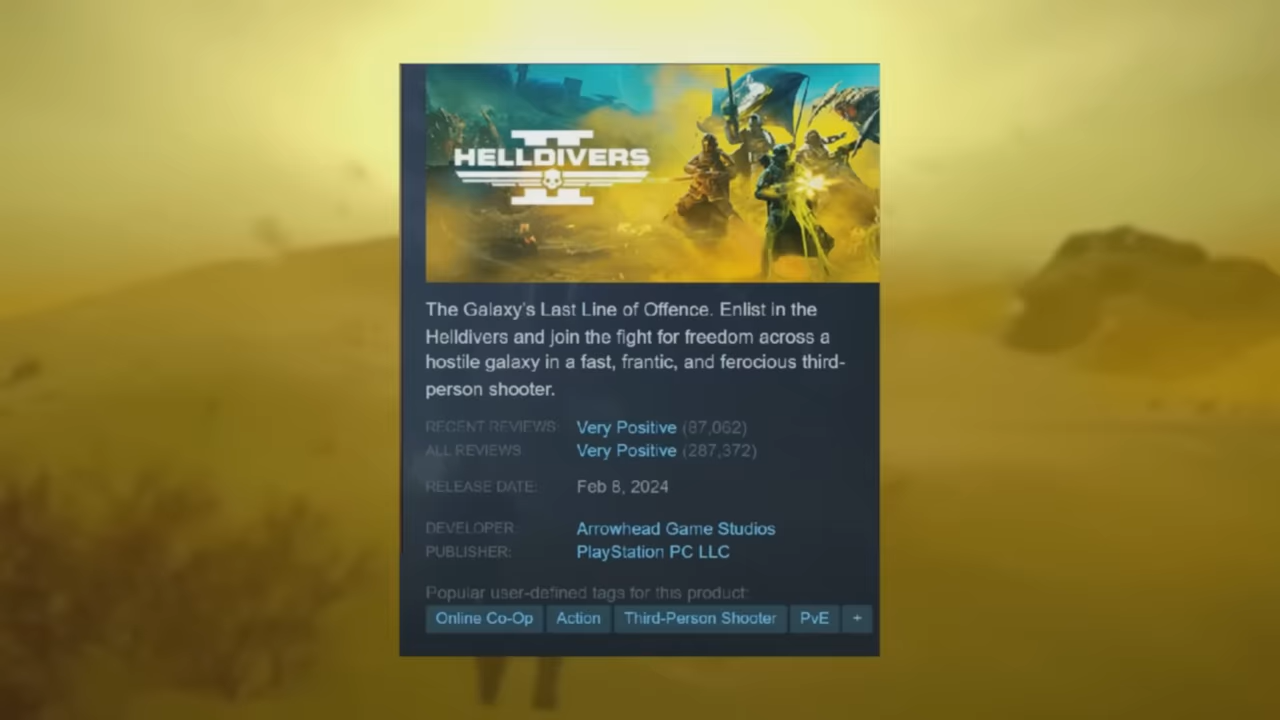 II
HELLDIVERS
The Galaxy's Last Line of Offence. Enlist in the
Helldivers and join the fight for freedom across a
hostile galaxy in a fast, frantic, and ferocious third-
person shooter.
RECENT REVIEWS: Very Positive (87,062)
ALL REVIEWS: Very Positive (287,372)
RELEASE DATE: Feb 8, 2024
DEVELOPER: Arrowhead Game Studios
PUBLISHER: PlayStation PC LLC
Popular user-defined tags for this product:
Online Co-Op Action Third-Person Shooter PvE +